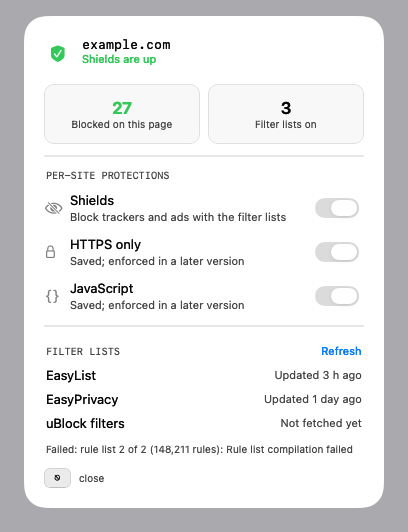 example.com
Shields are up
27
Blocked on this page
3
Filter lists on
PER-SITE PROTECTIONS
Shields
Block trackers and ads with the filter lists
HTTPS only
Saved; enforced in a later version
JavaScript
Saved; enforced in a later version
FILTER LISTS
Refresh
EasyList
Updated 3 h ago
EasyPrivacy
Updated 1 day ago
uBlock filters
Not fetched yet
Failed: rule list 2 of 2 (148,211 rules): Rule list compilation failed
close